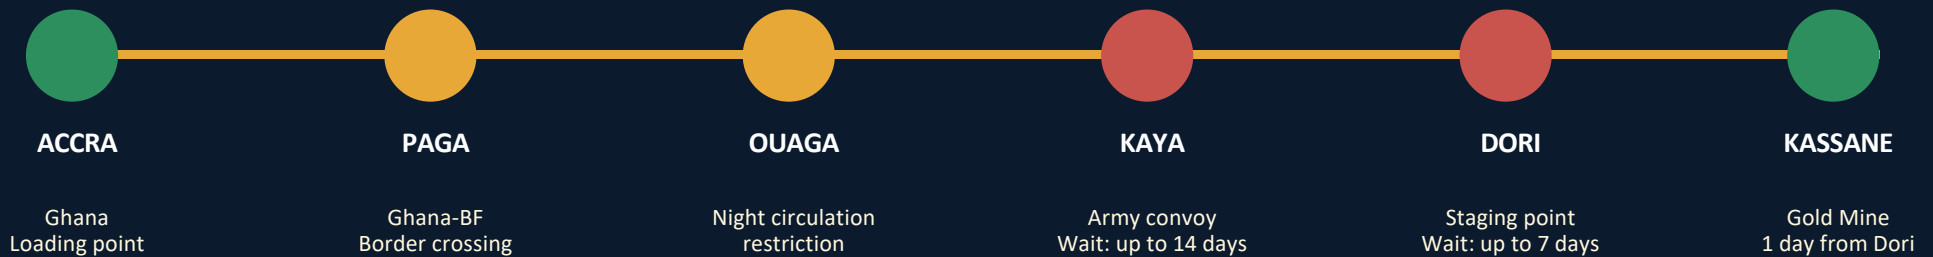 ACCRA
Ghana
Loading point
PAGA
Ghana-BF
Border crossing
OUAGA
Night circulation
restriction
KAYA
Army convoy
Wait: up to 14 days
DORI
Staging point
Wait: up to 7 days
KASSANE
Gold Mine
1 day from Dori